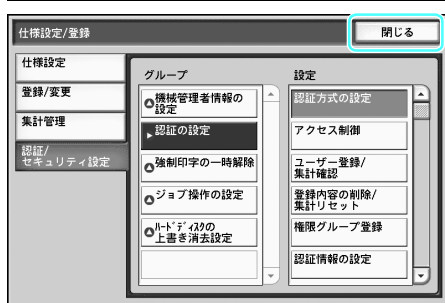 仕様設定/登録
閉じる
仕様設定
登録/変更
集計管理
認証/
セキュリティ設定
グループ
機械管理者情報の
設定
認証の設定
強制印字の一時解除
ジョブ操作の設定
ﾊｰﾄﾞﾃﾞｨｽｸの
上書き消去設定
設定
認証方式の設定
アクセス制御
ユーザー登録/
集計確認
登録内容の削除/
集計リセット
権限グループ登録
認証情報の設定